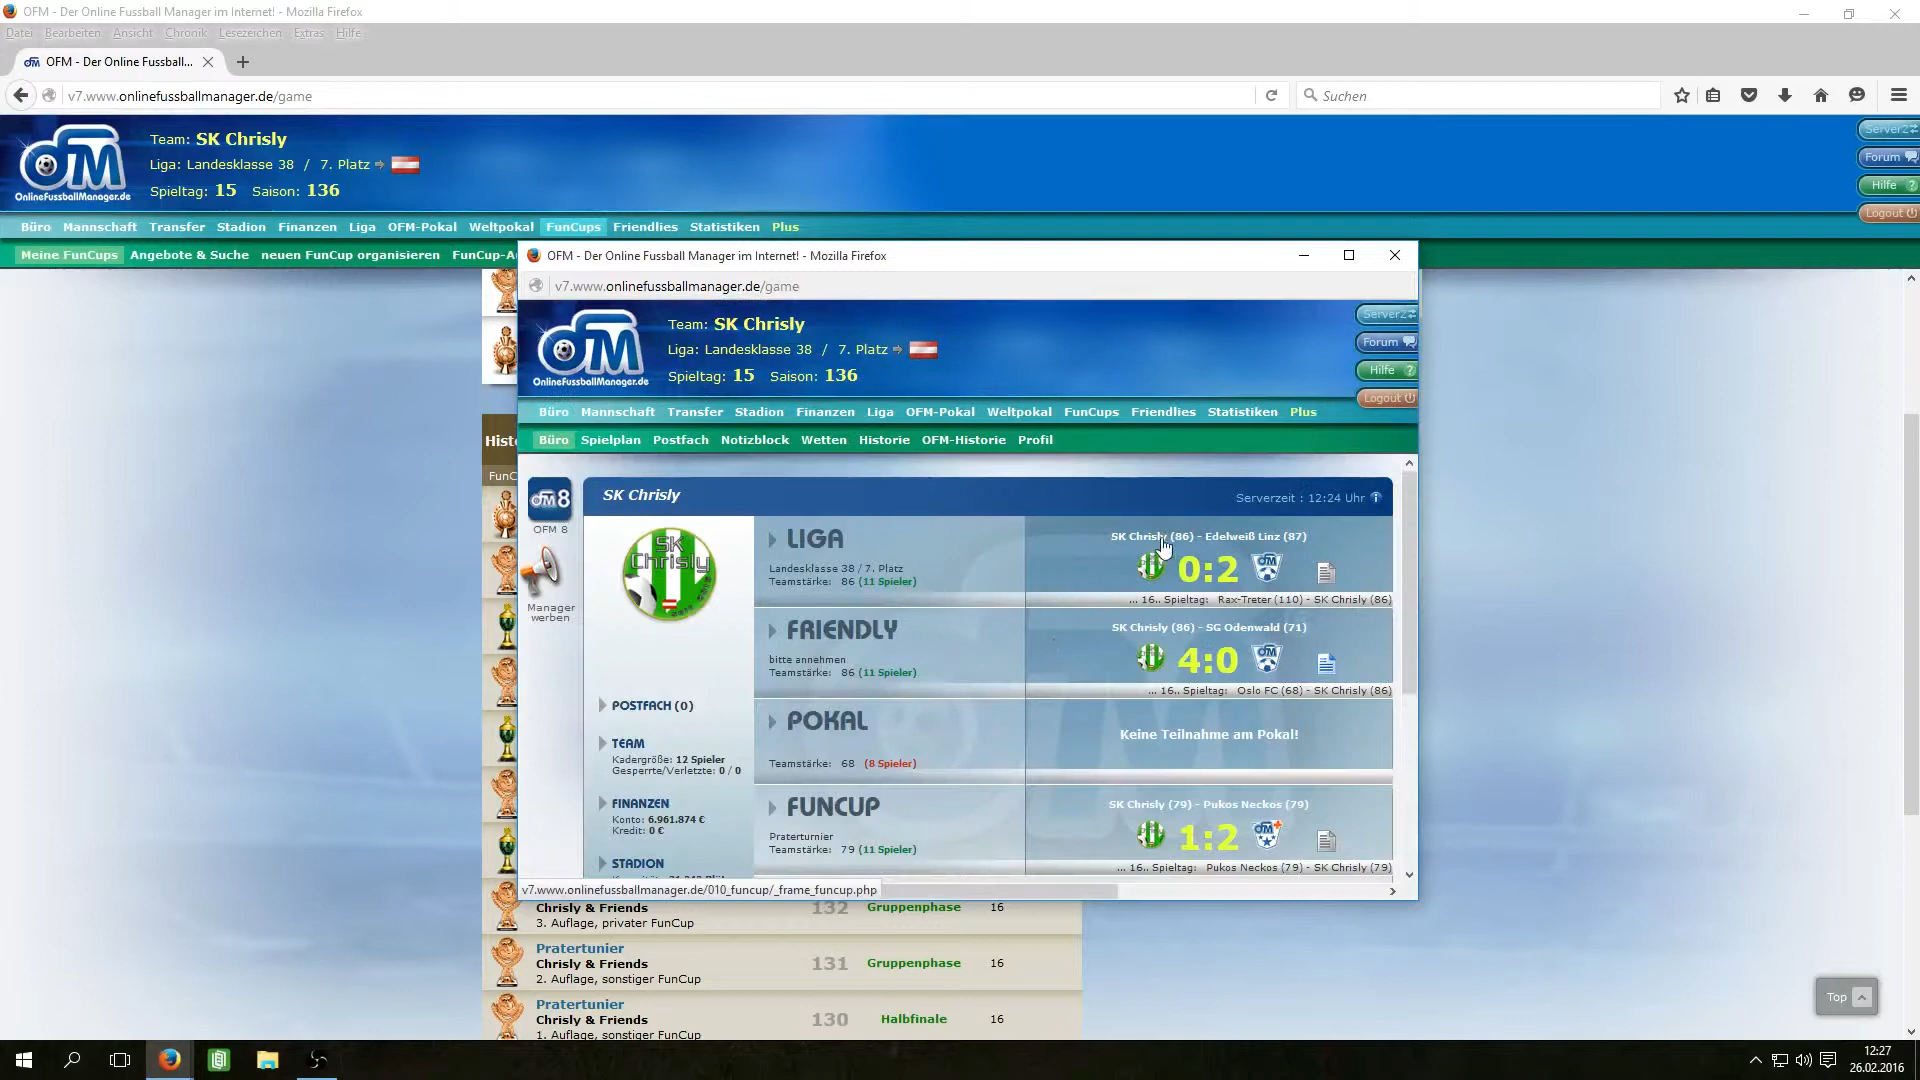 OFM - Der Online Fussball Manager im Internet! - Mozilla Firefox
Datei Bearbeiten Ansicht Chronik Lesezeichen Extras Hilfe
OFM - Der Online Fussball...
v7.www.onlinefussballmanager.de/game
Suchen
Team: SK Chrisly
Liga: Landesklasse 38 / 7. Platz
Spieltag: 15 Saison: 136
OFM
OnlineFussballManager.de
Server2
Forum
Hilfe ?
Logout
Büro Mannschaft Transfer Stadion Finanzen Liga OFM-Pokal Weltpokal FunCups Friendlies Statistiken Plus
Meine FunCups Angebote & Suche neuen FunCup organisieren FunCup-A
OFM - Der Online Fussball Manager im Internet! - Mozilla Firefox
v7.www.onlinefussballmanager.de/game
Team: SK Chrisly
Liga: Landesklasse 38 / 7. Platz
Spieltag: 15 Saison: 136
OFM
OnlineFussballManager.de
Server2
Forum
Hilfe ?
Logout
Büro Mannschaft Transfer Stadion Finanzen Liga OFM-Pokal Weltpokal FunCups Friendlies Statistiken Plus
Büro Spielplan Postfach Notizblock Wetten Historie OFM-Historie Profil
Histo
FunC
OFM8
OFM 8
Manager
werben
SK Chrisly
Serverzeit : 12:24 Uhr
SK
Chrisly
POSTFACH (0)
TEAM
Kadergröße: 12 Spieler
Gesperrte/Verletzte: 0 / 0
FINANZEN
Konto: 6.961.874 €
Kredit: 0 €
STADION
LIGA
Landesklasse 38 / 7. Platz
Teamstärke: 86 (11 Spieler)
SK Chrisly (86) - Edelweiß Linz (87)
0:2
... 16.. Spieltag: Rax-Treter (110) - SK Chrisly (86)
FRIENDLY
bitte annehmen
Teamstärke: 86 (11 Spieler)
SK Chrisly (86) - SG Odenwald (71)
4:0
... 16.. Spieltag: Oslo FC (68) - SK Chrisly (86)
POKAL
Teamstärke: 68 (8 Spieler)
Keine Teilnahme am Pokal!
FUNCUP
Praterturnier
Teamstärke: 79 (11 Spieler)
SK Chrisly (79) - Pukos Neckos (79)
1:2
... 16. Spieltag: Pukos Neckos (79) - SK Chrisly (79)
v7.www.onlinefussballmanager.de/010_funcup/_frame_funcup.php
Chrisly & Friends
3. Auflage, privater FunCup
132 Gruppenphase 16
Pratertunier
Chrisly & Friends
2. Auflage, sonstiger FunCup
131 Gruppenphase 16
Pratertunier
Chrisly & Friends
1. Auflage, sonstiger FunCup
130 Halbfinale 16
Top
12:27
26.02.2016